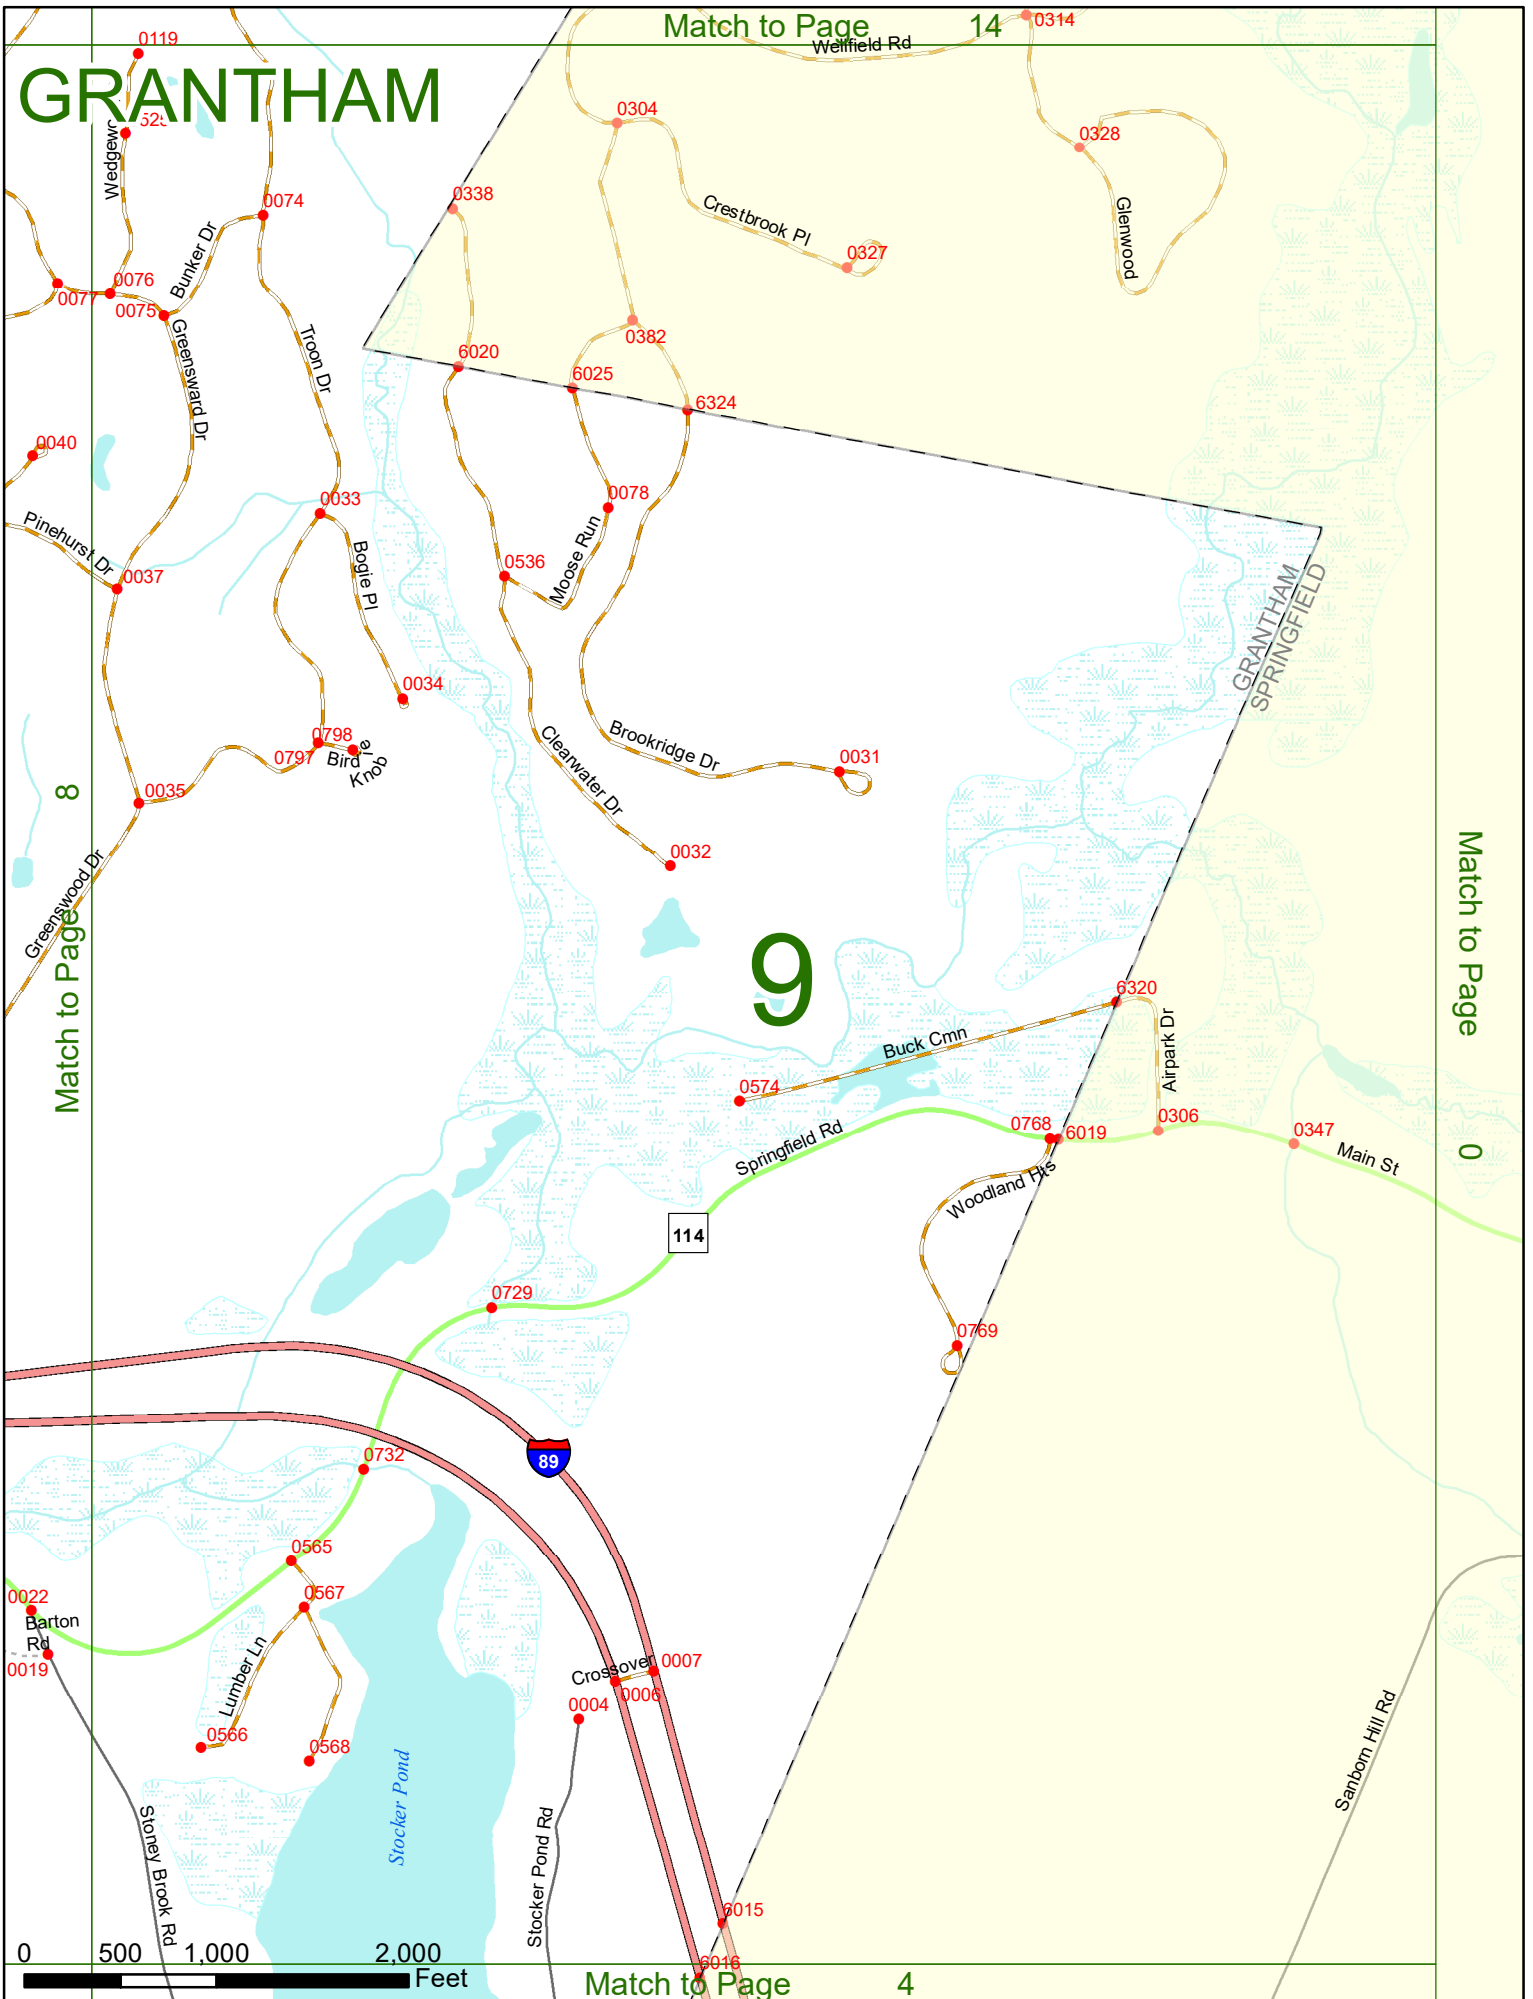 Match to Page 14
0314
0119
Wellfield Rd
GRANTHAM
0304
0328
Wedgewo
0338
0074
Crestbrook Pl
Glenwood
Bunker Dr
0327
0077
0076
0075
Greensward Dr
Troon Dr
0382
6020
6025
6324
0040
0033
0078
Pinehurst Dr
0037
Bogie Pl
0536
Moose Run
GRANTHAM
SPRINGFIELD
0034
0798
0797
Bird
Knob
Clearwater Dr
Brookridge Dr
0031
0035
0032
Greenswood Dr
Match to Page 8
Match to Page 0
9
6320
Buck Cmn
Airpark Dr
0574
0768
6019
0306
0347
Springfield Rd
Main St
Woodland Hts
114
0729
0769
0732
89
0565
0567
0022
Barton
Rd
0019
Lumber Ln
Crossover
0007
0006
0004
0566
0568
Stocker Pond
Sanborn Hill Rd
Stoney Brook Rd
Stocker Pond Rd
6015
6016
0 500 1,000 2,000
Feet
Match to Page 4